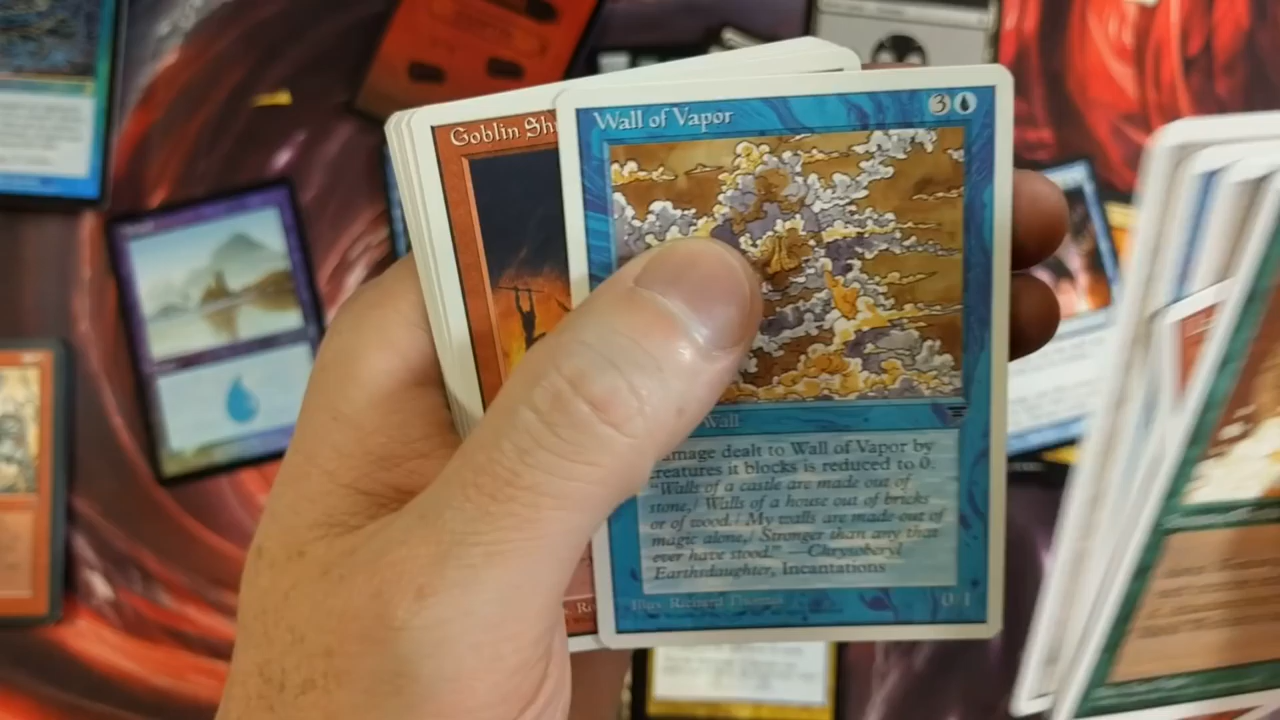 Wall of Vapor
3
Goblin Sh
Wall
amage dealt to Wall of Vapor by
creatures it blocks is reduced to 0.
"Walls of a castle are made out of
stone,/ Walls of a house out of bricks
or of wood./ My walls are made out of
magic alone,/ Stronger than any that
ever have stood." —Chrysoberyl
Earthsdaughter, Incantations
Illus. Richard Thomas
0/1